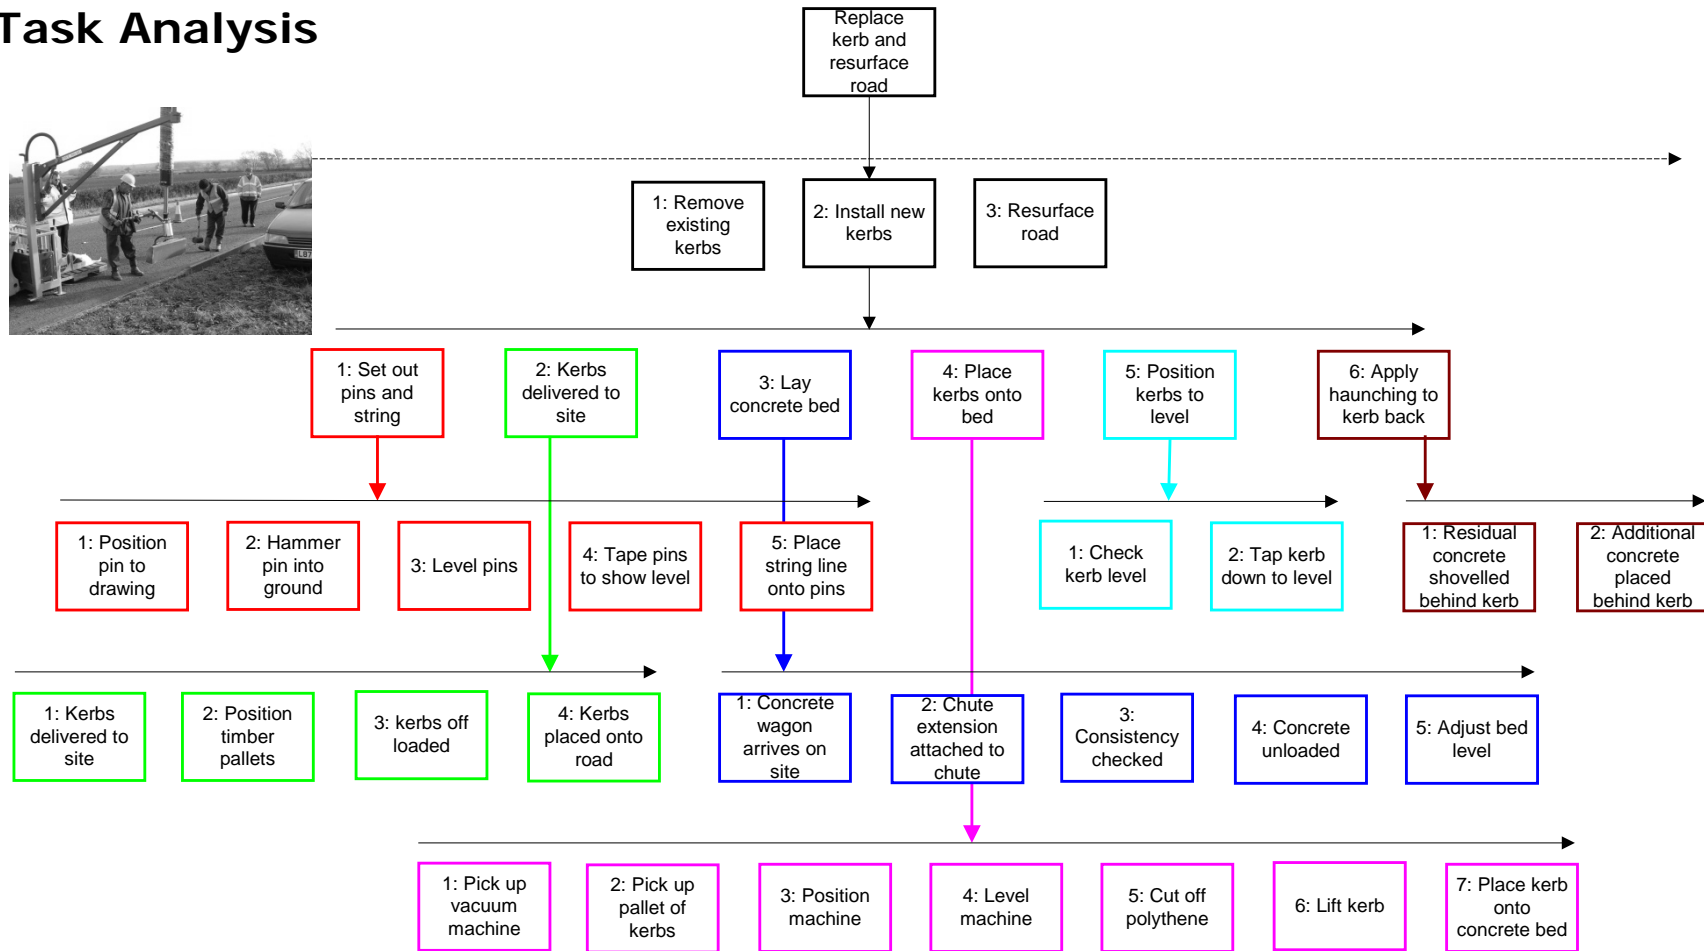 Task Analysis
Replace
kerb and
resurface
road
1: Remove
existing
kerbs
2: Install new
kerbs
3: Resurface
road
1: Set out
pins and
string
2: Kerbs
delivered to
site
3: Lay
concrete bed
4: Place
kerbs onto
bed
5: Position
kerbs to
level
6: Apply
haunching to
kerb back
1: Position
pin to
drawing
2: Hammer
pin into
ground
3: Level pins
4: Tape pins
to show level
5: Place
string line
onto pins
1: Check
kerb level
2: Tap kerb
down to level
1: Residual
concrete
shovelled
behind kerb
2: Additional
concrete
placed
behind kerb
1: Kerbs
delivered to
site
2: Position
timber
pallets
3: kerbs off
loaded
4: Kerbs
placed onto
road
1: Concrete
wagon
arrives on
site
2: Chute
extension
attached to
chute
3:
Consistency
checked
4: Concrete
unloaded
5: Adjust bed
level
1: Pick up
vacuum
machine
2: Pick up
pallet of
kerbs
3: Position
machine
4: Level
machine
5: Cut off
polythene
6: Lift kerb
7: Place kerb
onto
concrete bed